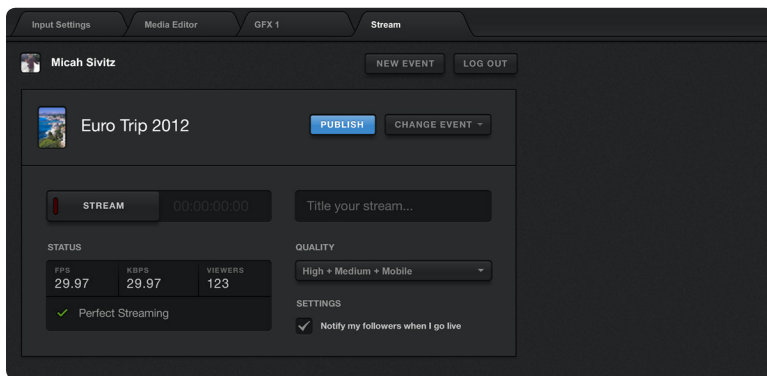 Input Settings
Media Editor
GFX 1
Stream
Micah Sivitz
NEW EVENT
LOG OUT
Euro Trip 2012
PUBLISH
CHANGE EVENT
STREAM
00:00:00:00
Title your stream...
STATUS
QUALITY
FPS
29.97
KBPS
29.97
VIEWERS
123
High + Medium + Mobile
Perfect Streaming
SETTINGS
Notify my followers when I go live